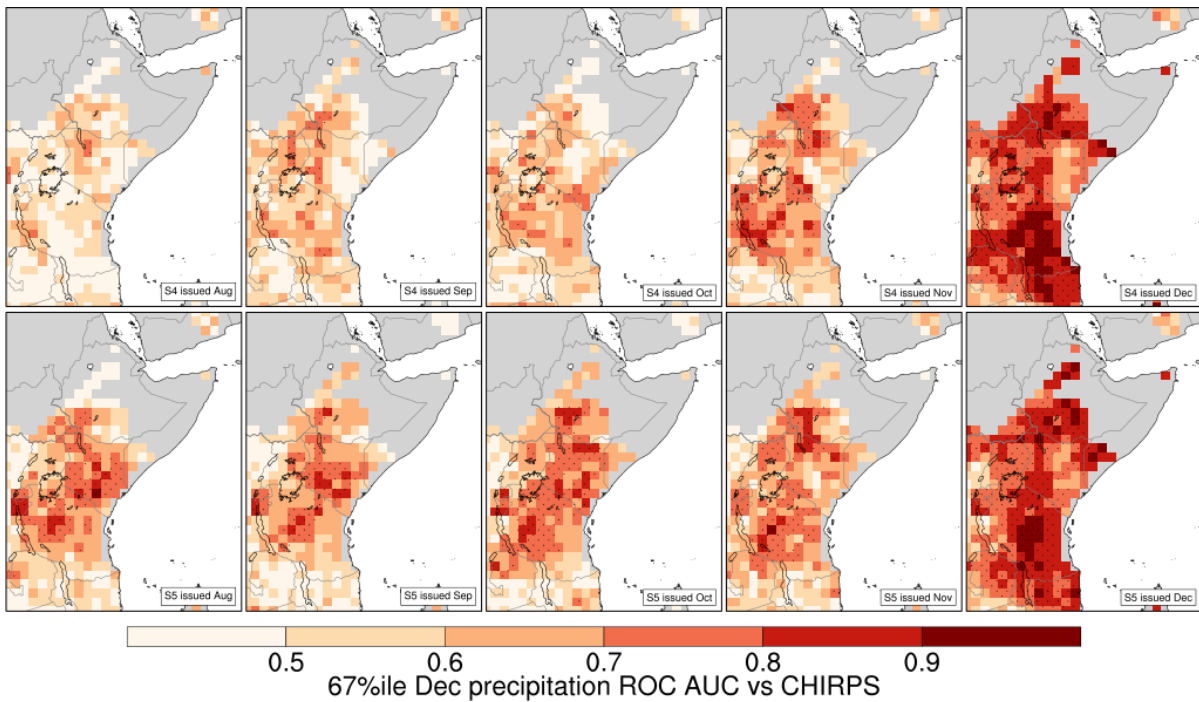 S4 issued Aug
S4 issued Sep
S4 issued Oct
S4 issued Nov
S4 issued Dec
S5 issued Aug
S5 issued Sep
S5 issued Oct
S5 issued Nov
S5 issued Dec
0.5 0.6 0.7 0.8 0.9
67%ile Dec precipitation ROC AUC vs CHIRPS